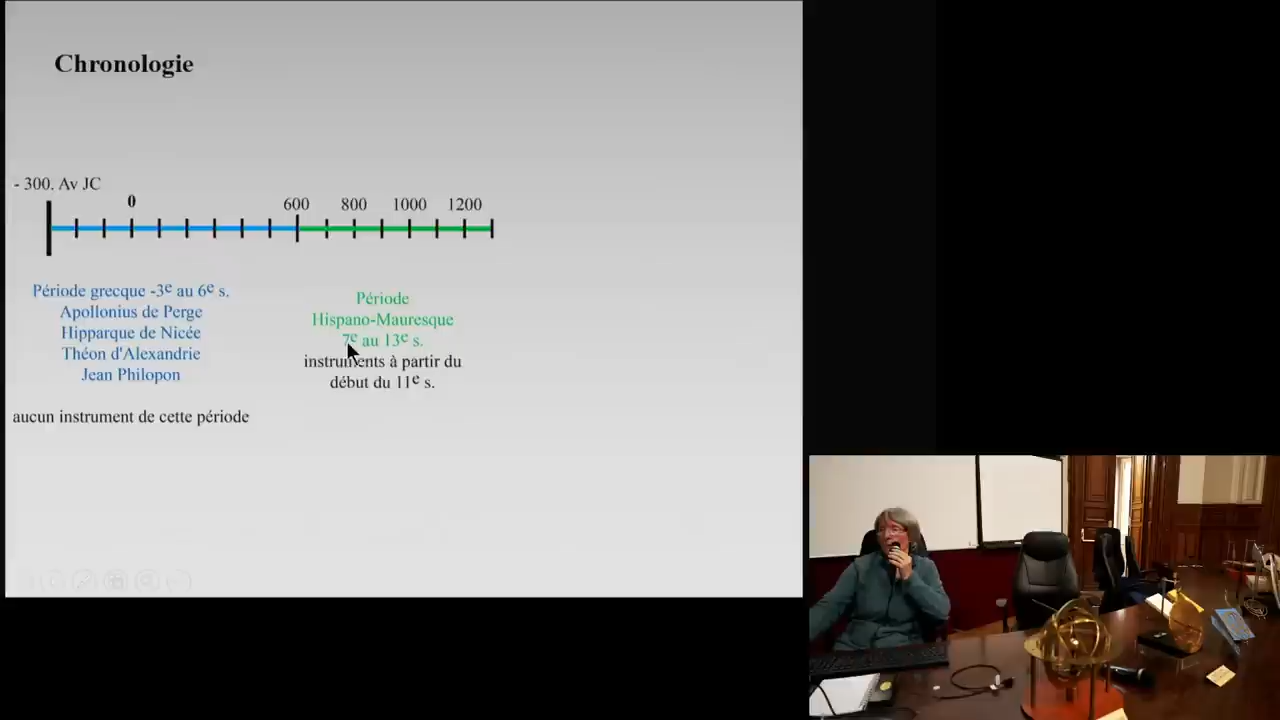 Chronologie
- 300. Av JC
0
600 800 1000 1200
Période grecque -3e au 6e s.
Apollonius de Perge
Hipparque de Nicée
Théon d'Alexandrie
Jean Philopon
aucun instrument de cette période
Période
Hispano-Mauresque
7e au 13e s.
instruments à partir du
début du 11e s.